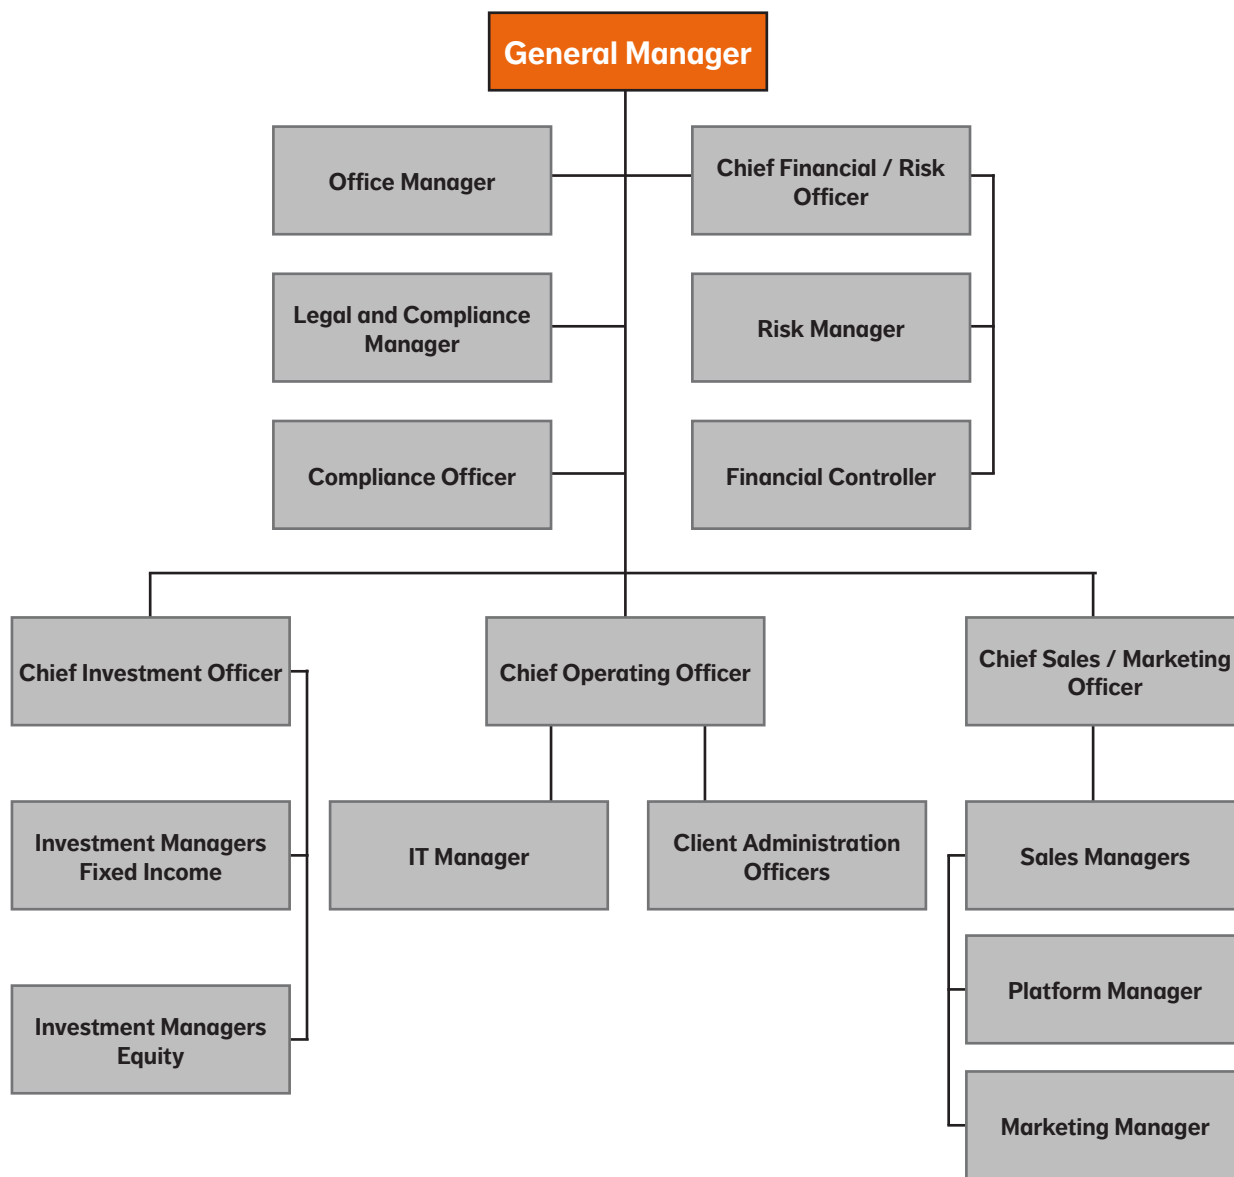 General Manager
Office Manager
Chief Financial / Risk
Officer
Legal and Compliance
Manager
Risk Manager
Compliance Officer
Financial Controller
Chief Investment Officer
Chief Operating Officer
Chief Sales / Marketing
Officer
Investment Managers
Fixed Income
IT Manager
Client Administration
Officers
Sales Managers
Platform Manager
Investment Managers
Equity
Marketing Manager